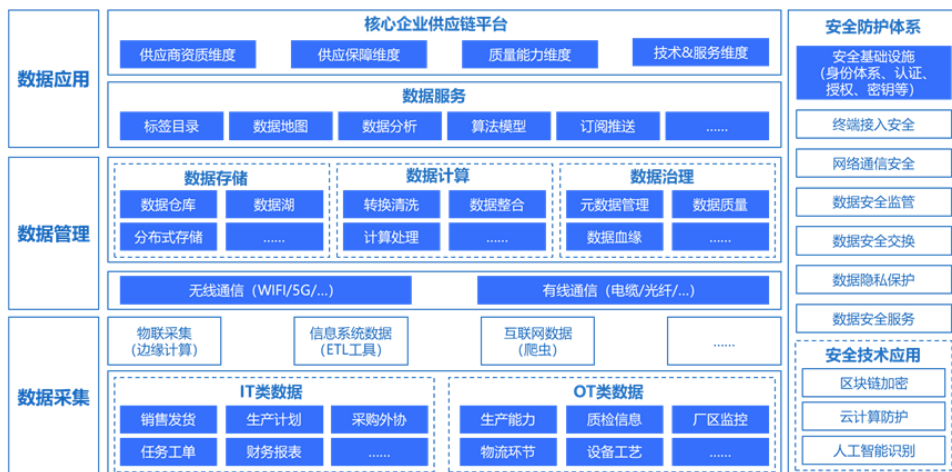 核心企业供应链平台
供应商资质维度
供应保障维度
质量能力维度
技术&服务维度
数据应用
数据服务
标签目录
数据地图
数据分析
算法模型
订阅推送
......
数据管理
数据存储
数据仓库
数据湖
分布式存储
......
数据计算
转换清洗
数据整合
计算处理
......
数据治理
元数据管理
数据质量
数据血缘
......
无线通信（WIFI/5G/...）
有线通信（电缆/光纤/...）
数据采集
物联采集
（边缘计算）
信息系统数据
（ETL工具）
互联网数据
（爬虫）
......
IT类数据
销售发货
生产计划
采购外协
任务工单
财务报表
......
OT类数据
生产能力
质检信息
厂区监控
物流环节
设备工艺
......
安全防护体系
安全基础设施
（身份体系、认证、
授权、密钥等）
终端接入安全
网络通信安全
数据安全监管
数据安全交换
数据隐私保护
数据安全服务
安全技术应用
区块链加密
云计算防护
人工智能识别